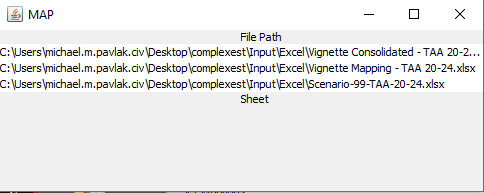 MAP
File Path
C:\Users\michael.m.pavlak.civ\Desktop\complexest\Input\Excel\Vignette Consolidated - TAA 20-2...
C:\Users\michael.m.pavlak.civ\Desktop\complexest\Input\Excel\Vignette Mapping - TAA 20-24.xlsx
C:\Users\michael.m.pavlak.civ\Desktop\complexest\Input\Excel\Scenario-99-TAA-20-24.xlsx
Sheet